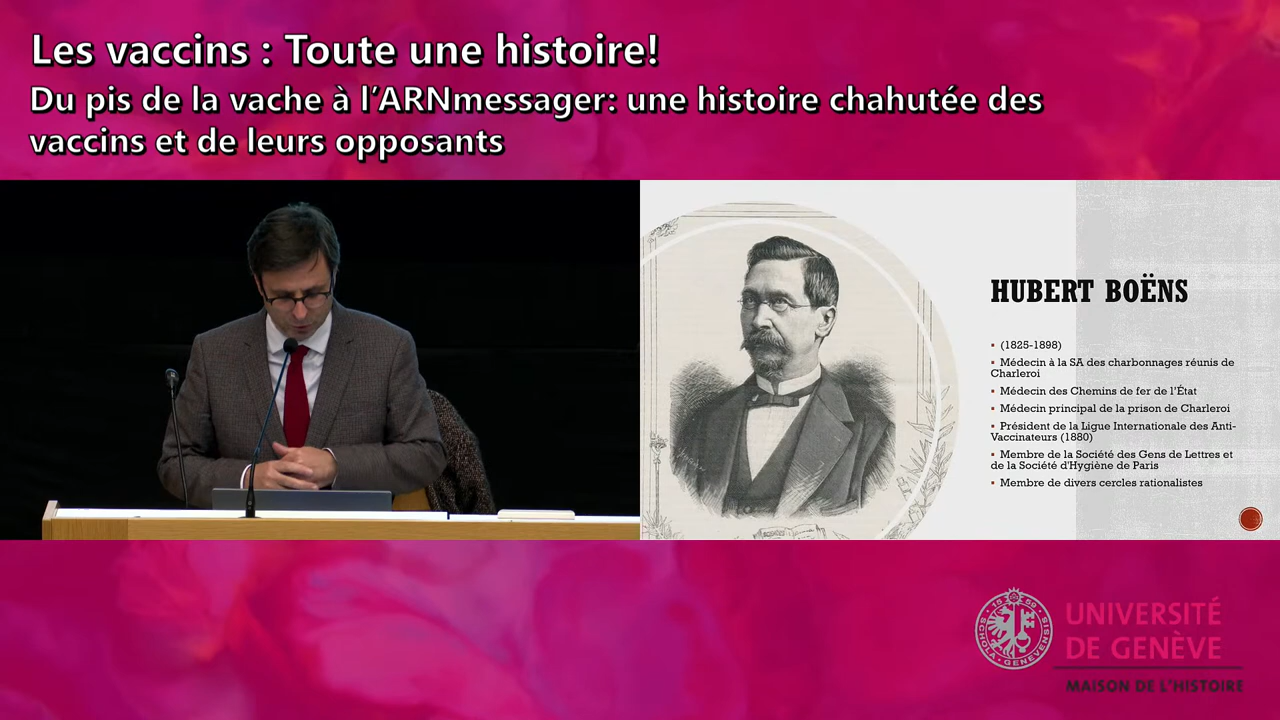 Les vaccins : Toute une histoire!
Du pis de la vache à l'ARNmessager: une histoire chahutée des
vaccins et de leurs opposants
HUBERT BOËNS
▪ (1825-1898)
▪ Médecin à la SA des charbonnages réunis de
Charleroi
▪ Médecin des Chemins de fer de l'État
▪ Médecin principal de la prison de Charleroi
▪ Président de la Ligue Internationale des Anti-
Vaccinateurs (1880)
▪ Membre de la Société des Gens de Lettres et
de la Société d'Hygiène de Paris
▪ Membre de divers cercles rationalistes
1559
SCHOLA GENEVENSIS
UNIVERSITÉ
DE GENÈVE
MAISON DE L'HISTOIRE